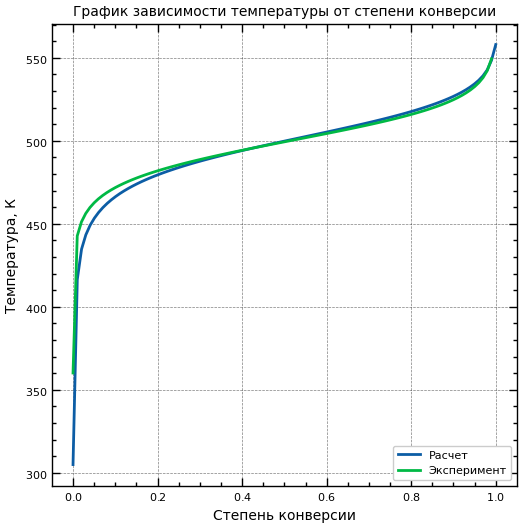 График зависимости температуры от степени конверсии
Температура, К
550
500
450
400
350
300
0.0 0.2 0.4 0.6 0.8 1.0
Степень конверсии
Расчет
Эксперимент